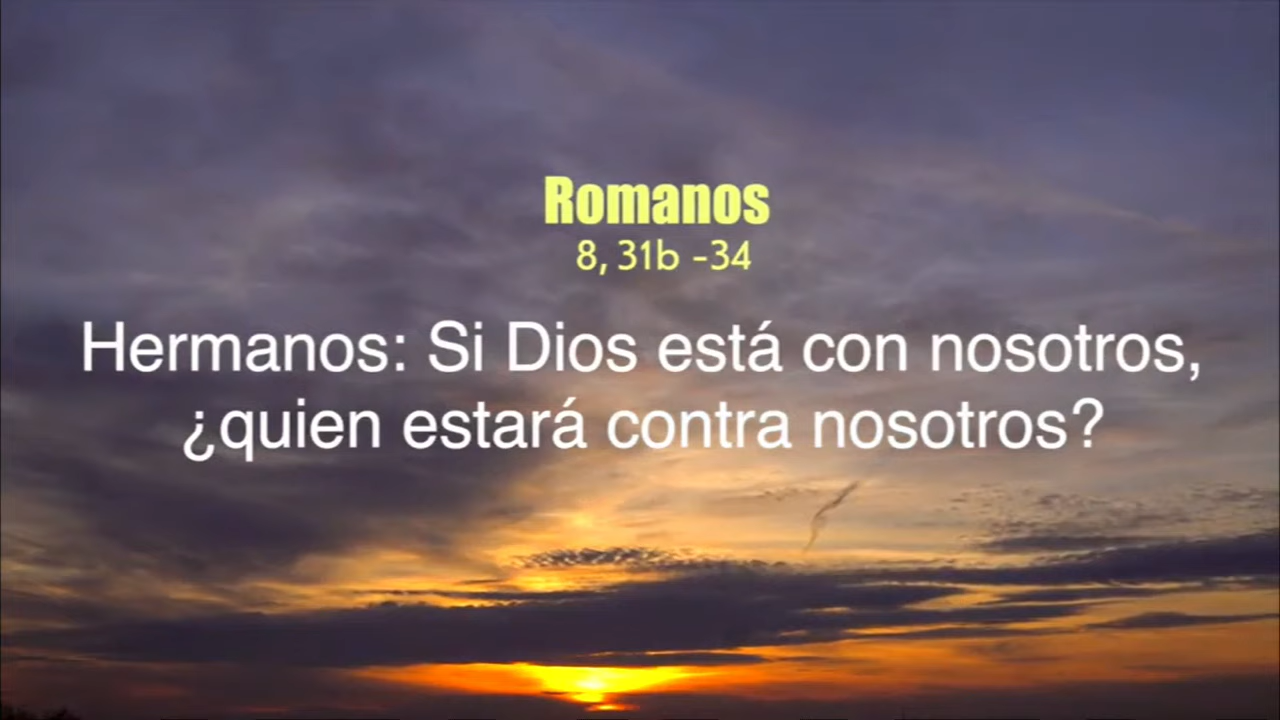 Romanos
8, 31b -34
Hermanos: Si Dios está con nosotros,
¿quien estará contra nosotros?